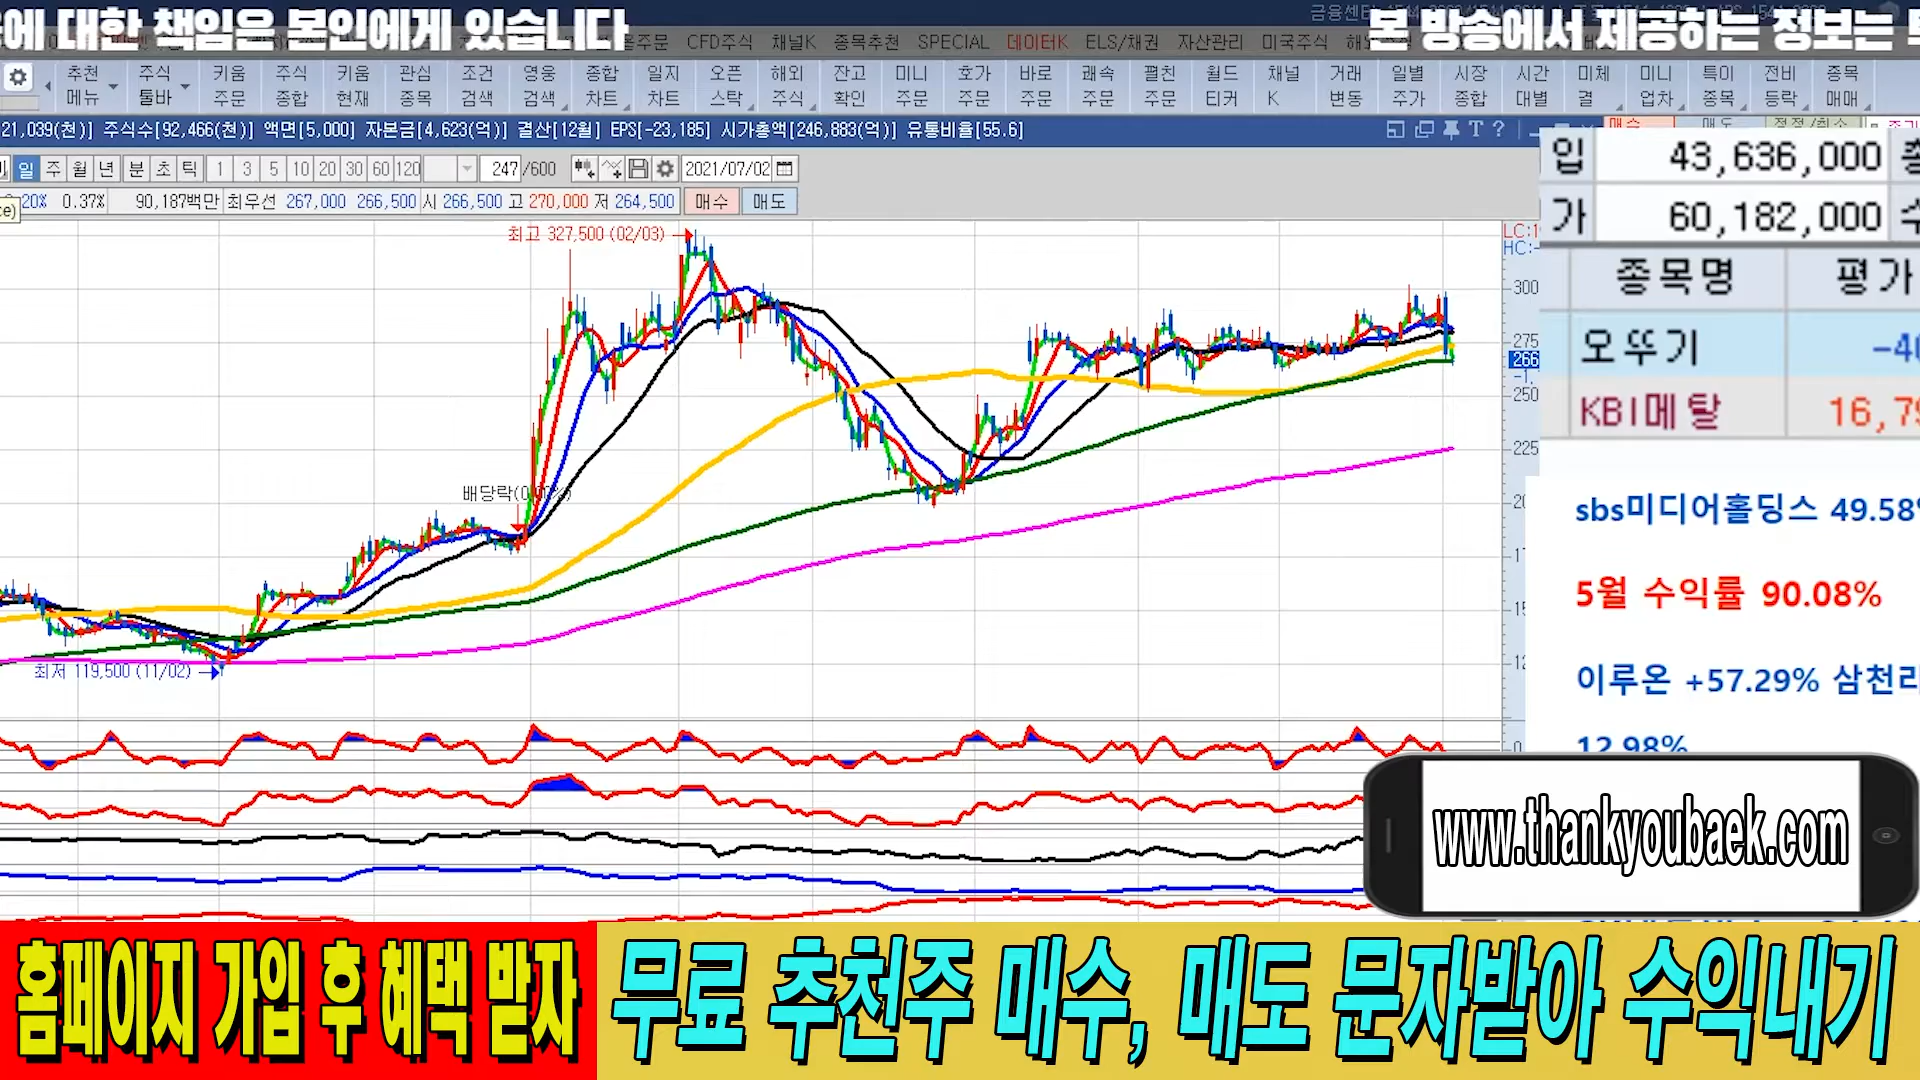 에 대한 책임은 본인에게 있습니다
본 방송에서 제공하는 정보는
CFD주식 채널K 종목추천 SPECIAL 데이터K ELS/채권 자산관리 미국주식
추천 메뉴 주식 툴바 키움 주문 주식 종합 키움 현재 관심 종목 조건 검색 영웅 검색 종합 차트 일지 차트 오픈 스탁 해외 주식 잔고 확인 미니 주문 호가 주문 바로 주문 쾌속 주문 펼친 주문 월드 티커 채널 K 거래 변동 일별 주가 시장 종합 시간 대별 미체 결 미니 업차 특이 종목 전비 등락 종목 매매
21,039(천)] 주식수[92,466(천)] 액면[5,000] 자본금[4,623(억)] 결산[12월] EPS[-23,185] 시가총액[246,883(억)] 유통비율[55.6]
일 주 월 년 분 초 틱 1 3 5 10 20 30 60 120 247 /600 2021/07/02
20% 0.37% 90,187백만 최우선 267,000 266,500 시 266,500 고 270,000 저 264,500 매수 매도
입 43,636,000
가 60,182,000
종목명 평가
오뚜기
KBI메탈
최고 327,500 (02/03)
LC:
HC:
300
275
266
250
225
배당락
최저 119,500 (11/02)
sbs미디어홀딩스 49.58
5월 수익률 90.08%
이루온 +57.29% 삼천리
12.98%
www.thankyoubaek.com
홈페이지 가입 후 혜택 받자
무료 추천주 매수, 매도 문자받아 수익내기